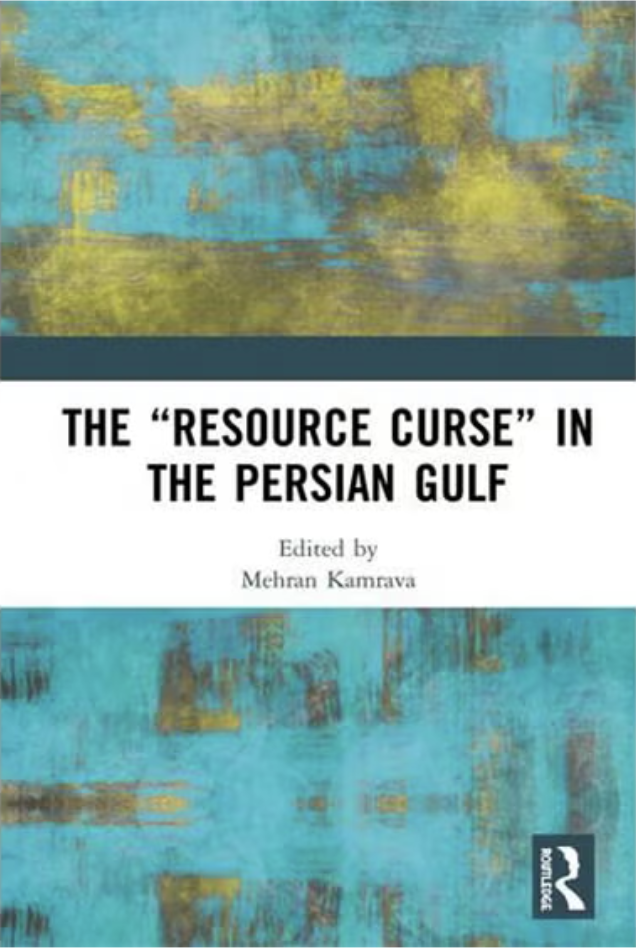 THE “RESOURCE CURSE” IN
THE PERSIAN GULF
Edited by
Mehran Kamrava
ROUTLEDGE